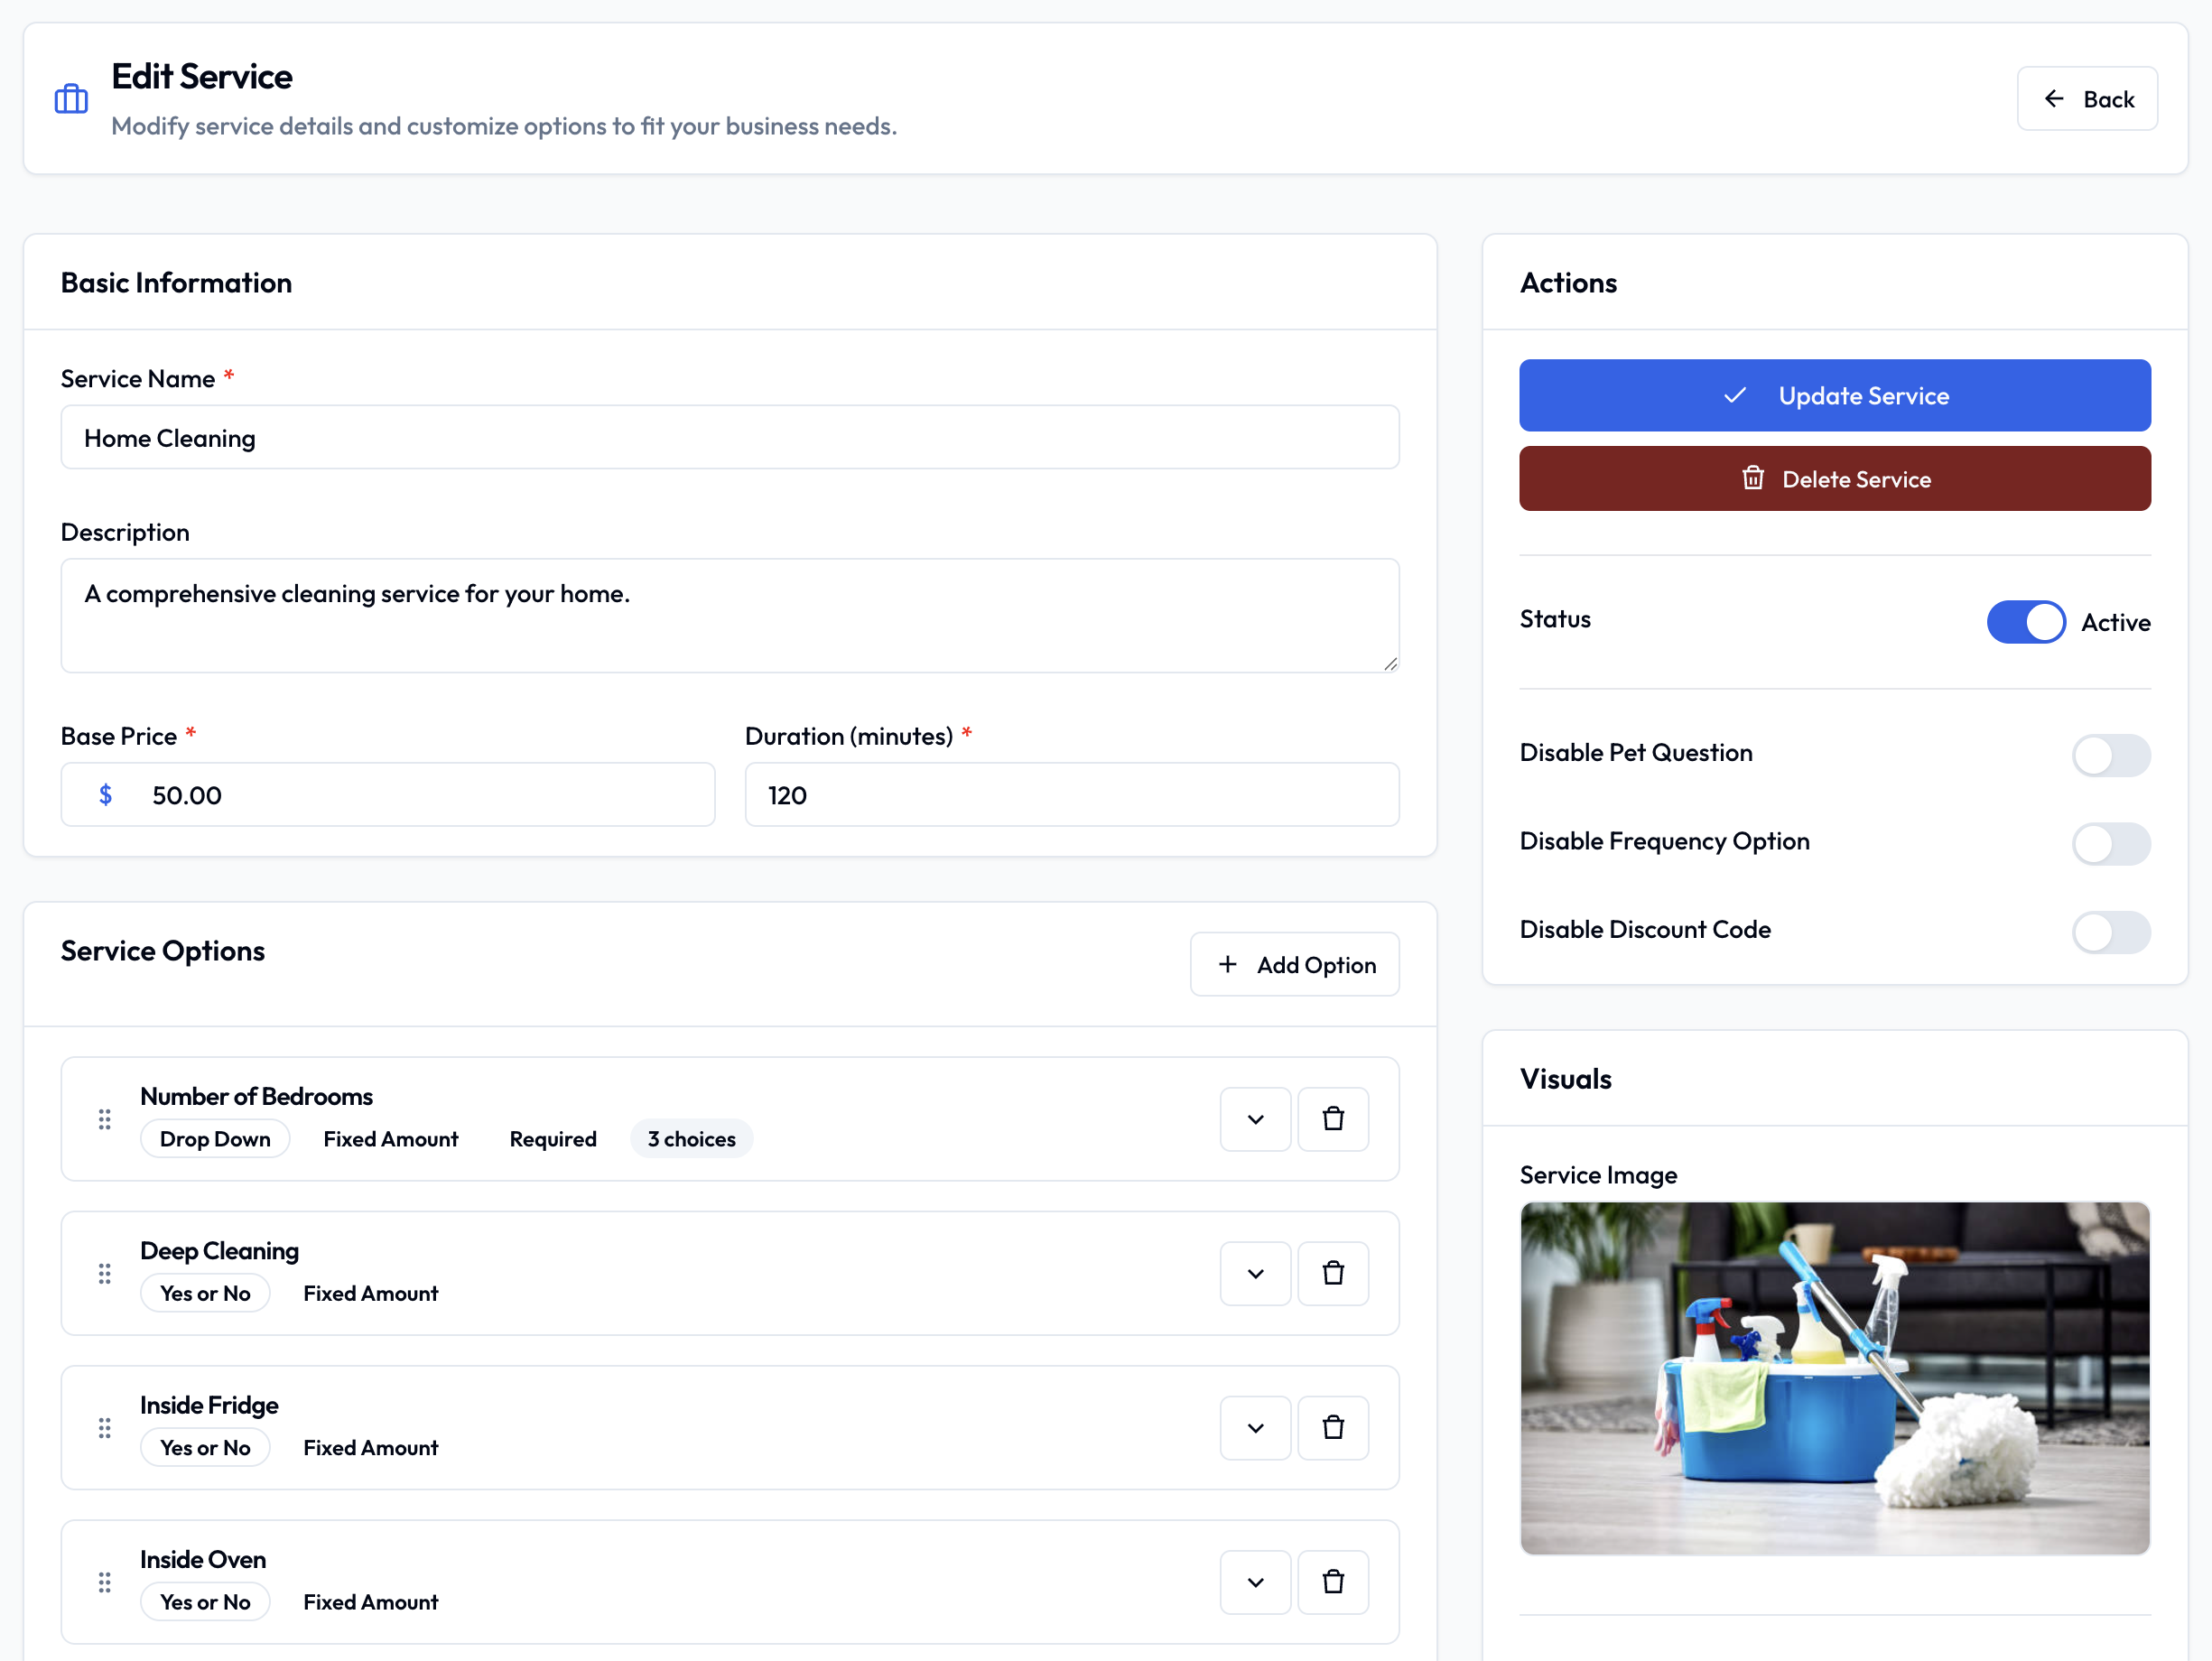 Edit Service
Modify service details and customize options to fit your business needs.
Back
Basic Information
Service Name *
Home Cleaning
Description
A comprehensive cleaning service for your home.
Base Price *
Duration (minutes) *
$ 50.00
120
Service Options
Add Option
Number of Bedrooms
Drop Down Fixed Amount Required 3 choices
Deep Cleaning
Yes or No Fixed Amount
Inside Fridge
Yes or No Fixed Amount
Inside Oven
Yes or No Fixed Amount
Actions
Update Service
Delete Service
Status
Active
Disable Pet Question
Disable Frequency Option
Disable Discount Code
Visuals
Service Image